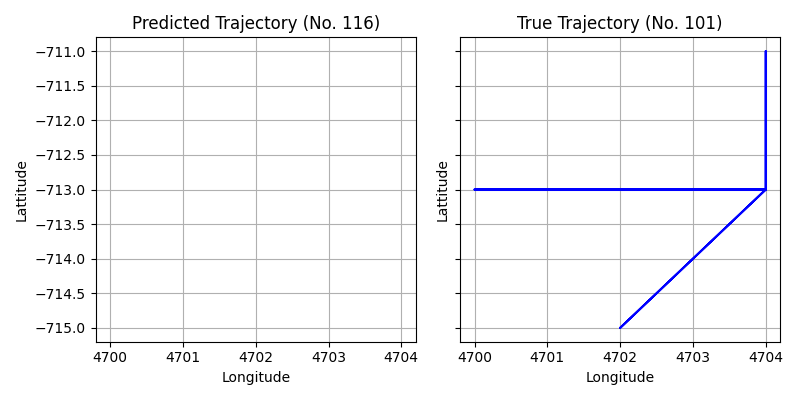 Predicted Trajectory (No. 116)
−711.0
−711.5
−712.0
−712.5
−713.0
−713.5
−714.0
−714.5
−715.0
Lattitude
4700 4701 4702 4703 4704
Longitude
True Trajectory (No. 101)
Lattitude
4700 4701 4702 4703 4704
Longitude